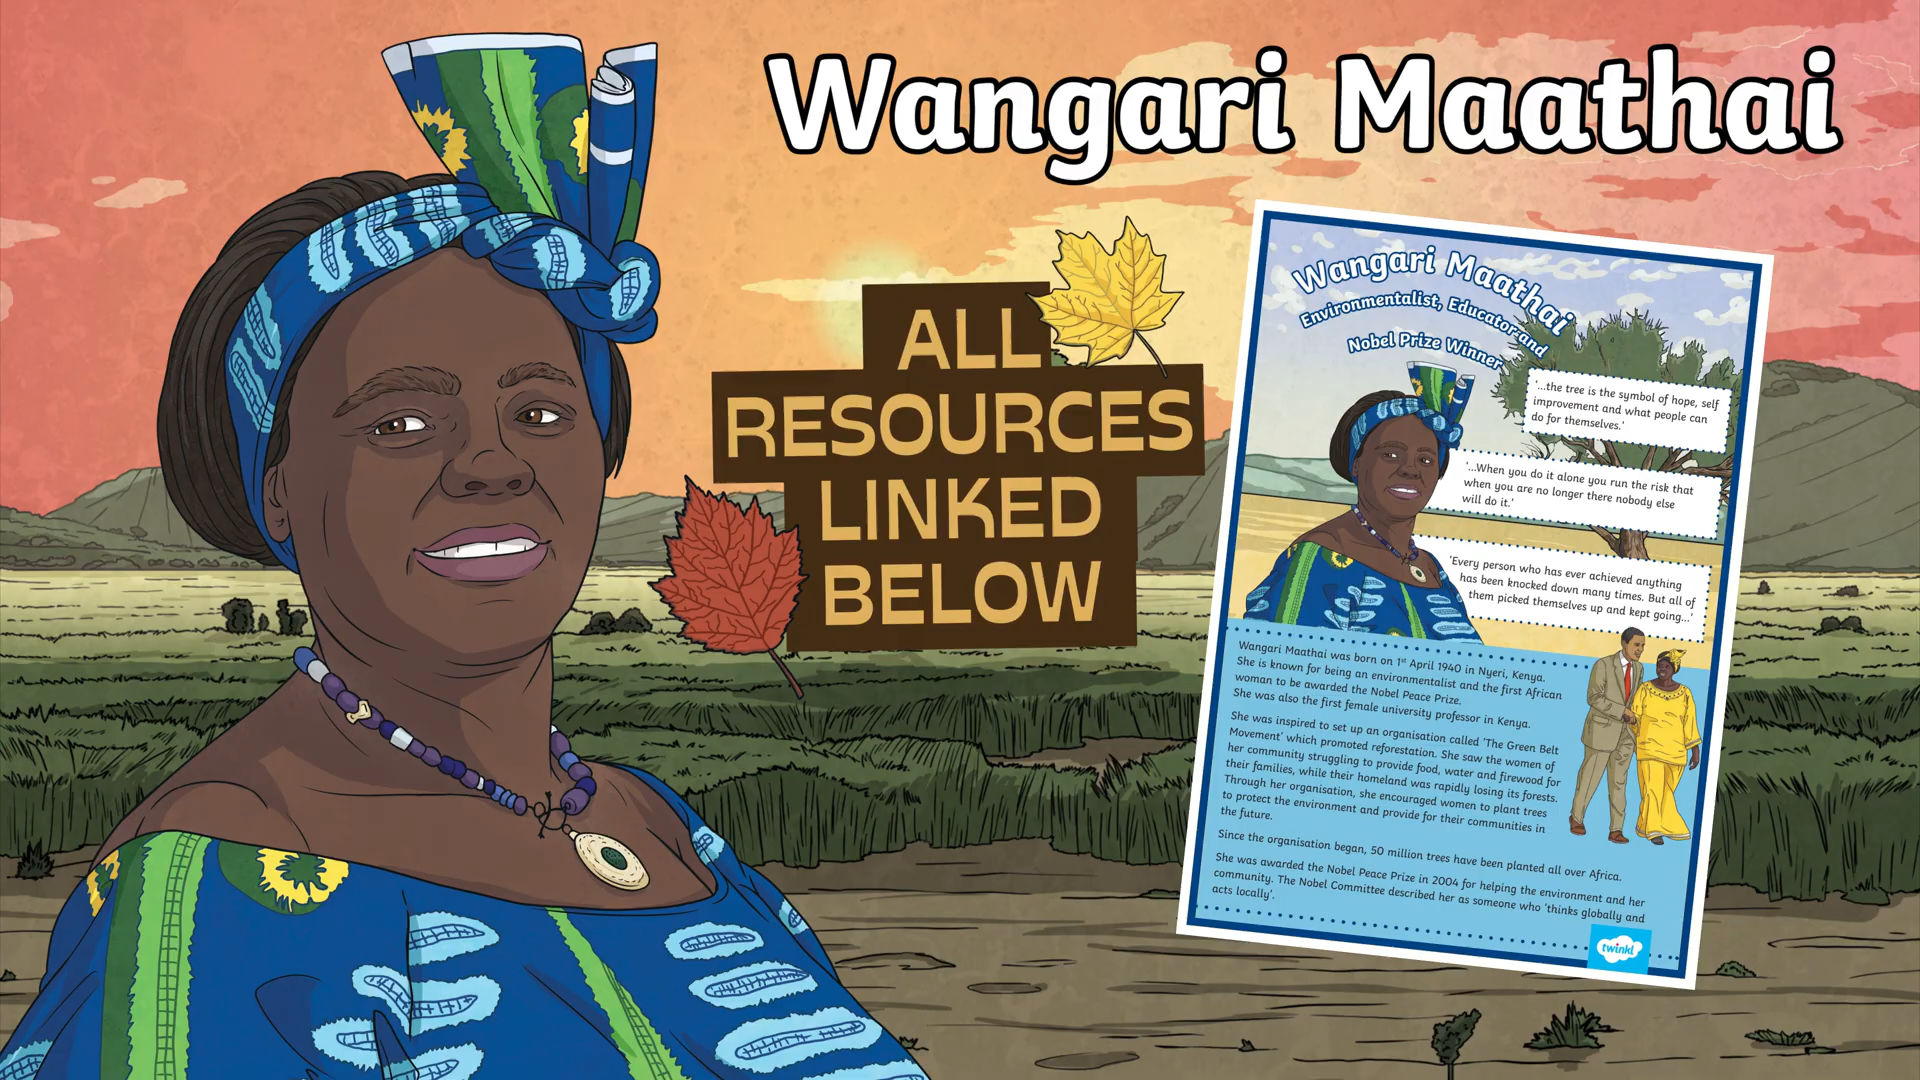 Wangari Maathai
ALL
RESOURCES
LINKED
BELOW
Wangari Maathai
Environmentalist, Educator and
Nobel Prize Winner
'...the tree is the symbol of hope, self
improvement and what people can
do for themselves.'
'...When you do it alone you run the risk that
when you are no longer there nobody else
will do it.'
'Every person who has ever achieved anything
has been knocked down many times. But all of
them picked themselves up and kept going...'
Wangari Maathai was born on 1st April 1940 in Nyeri, Kenya.
She is known for being an environmentalist and the first African
woman to be awarded the Nobel Peace Prize.
She was also the first female university professor in Kenya.
She was inspired to set up an organisation called 'The Green Belt
Movement' which promoted reforestation. She saw the women of
her community struggling to provide food, water and firewood for
their families, while their homeland was rapidly losing its forests.
Through her organisation, she encouraged women to plant trees
to protect the environment and provide for their communities in
the future.
Since the organisation began, 50 million trees have been planted all over Africa.
She was awarded the Nobel Peace Prize in 2004 for helping the environment and her
community. The Nobel Committee described her as someone who 'thinks globally and
acts locally'.
twinkl